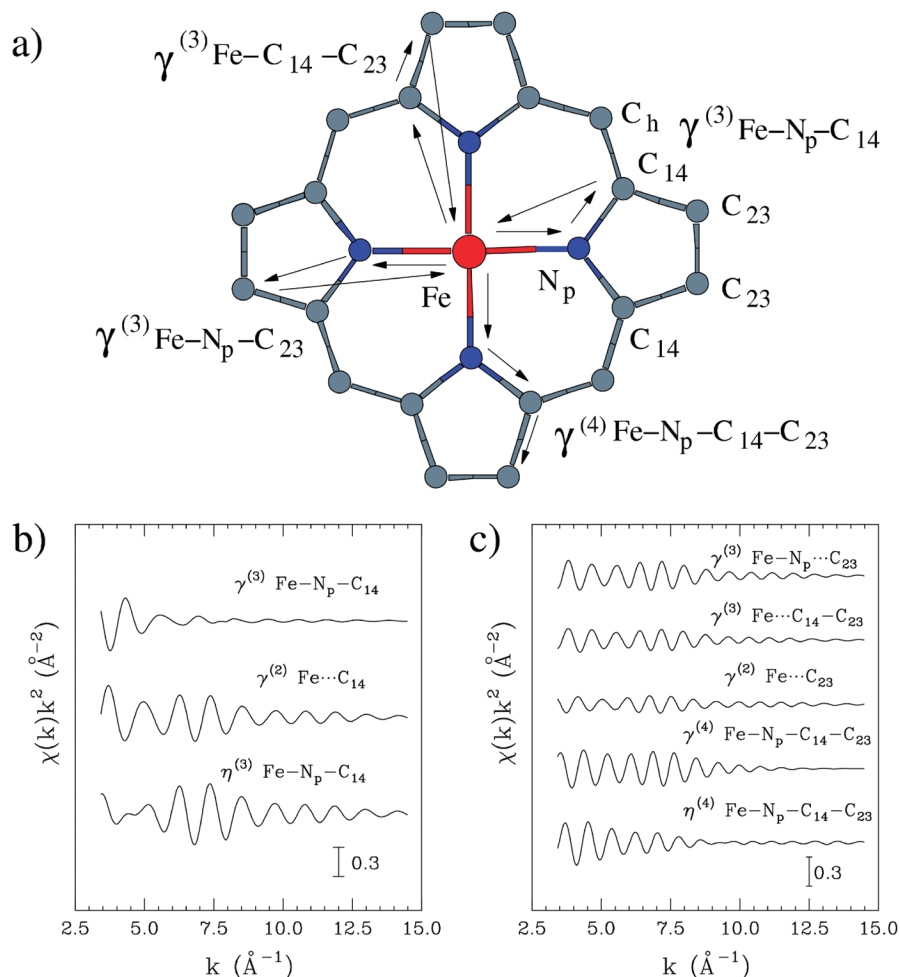 a)
γ(3)Fe–C14–C23
Ch
γ(3)Fe–Np–C14
C14
C23
Fe
Np
C23
γ(3)Fe–Np–C23
C14
γ(4)Fe–Np–C14–C23
b)
γ(3) Fe–Np–C14
γ(2) Fe···C14
η(3) Fe–Np–C14
0.3
χ(k)k2 (Å−2)
2.5 5.0 7.5 10.0 12.5 15.0
k (Å−1)
c)
γ(3) Fe–Np···C23
γ(3) Fe···C14–C23
γ(2) Fe···C23
γ(4) Fe–Np–C14–C23
η(4) Fe–Np–C14–C23
0.3
χ(k)k2 (Å−2)
2.5 5.0 7.5 10.0 12.5 15.0
k (Å−1)